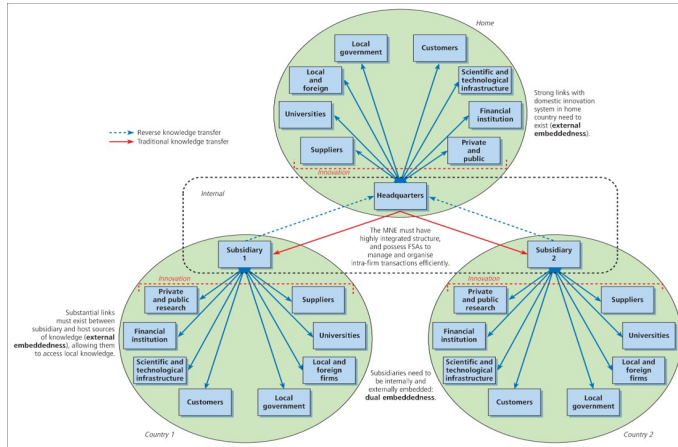 Home
Local
government
Customers
Local
and
foreign
Scientific and
technological
infrastructure
Universities
Financial
institution
Suppliers
Private
and
public
Innovation
Headquarters
Strong links with
domestic innovation
system in home
country need to
exist (external
embeddedness).
Reverse knowledge transfer
Traditional knowledge transfer
Internal
The MNE must have
highly integrated structure,
and possess FSAs to
manage and organise
intra-firm transactions efficiently.
Subsidiary
1
Innovation
Private
and public
research
Suppliers
Financial
institution
Universities
Scientific and
technological
infrastructure
Local and
foreign
firms
Customers
Local
government
Country 1
Substantial links
must exist between
subsidiary and host sources
of knowledge (external
embeddedness), allowing them
to access local knowledge.
Subsidiaries need to
be internally and
externally embedded:
dual embeddedness.
Subsidiary
2
Innovation
Private
and public
research
Suppliers
Financial
institution
Universities
Scientific and
technological
infrastructure
Local and
foreign
firms
Customers
Local
government
Country 2